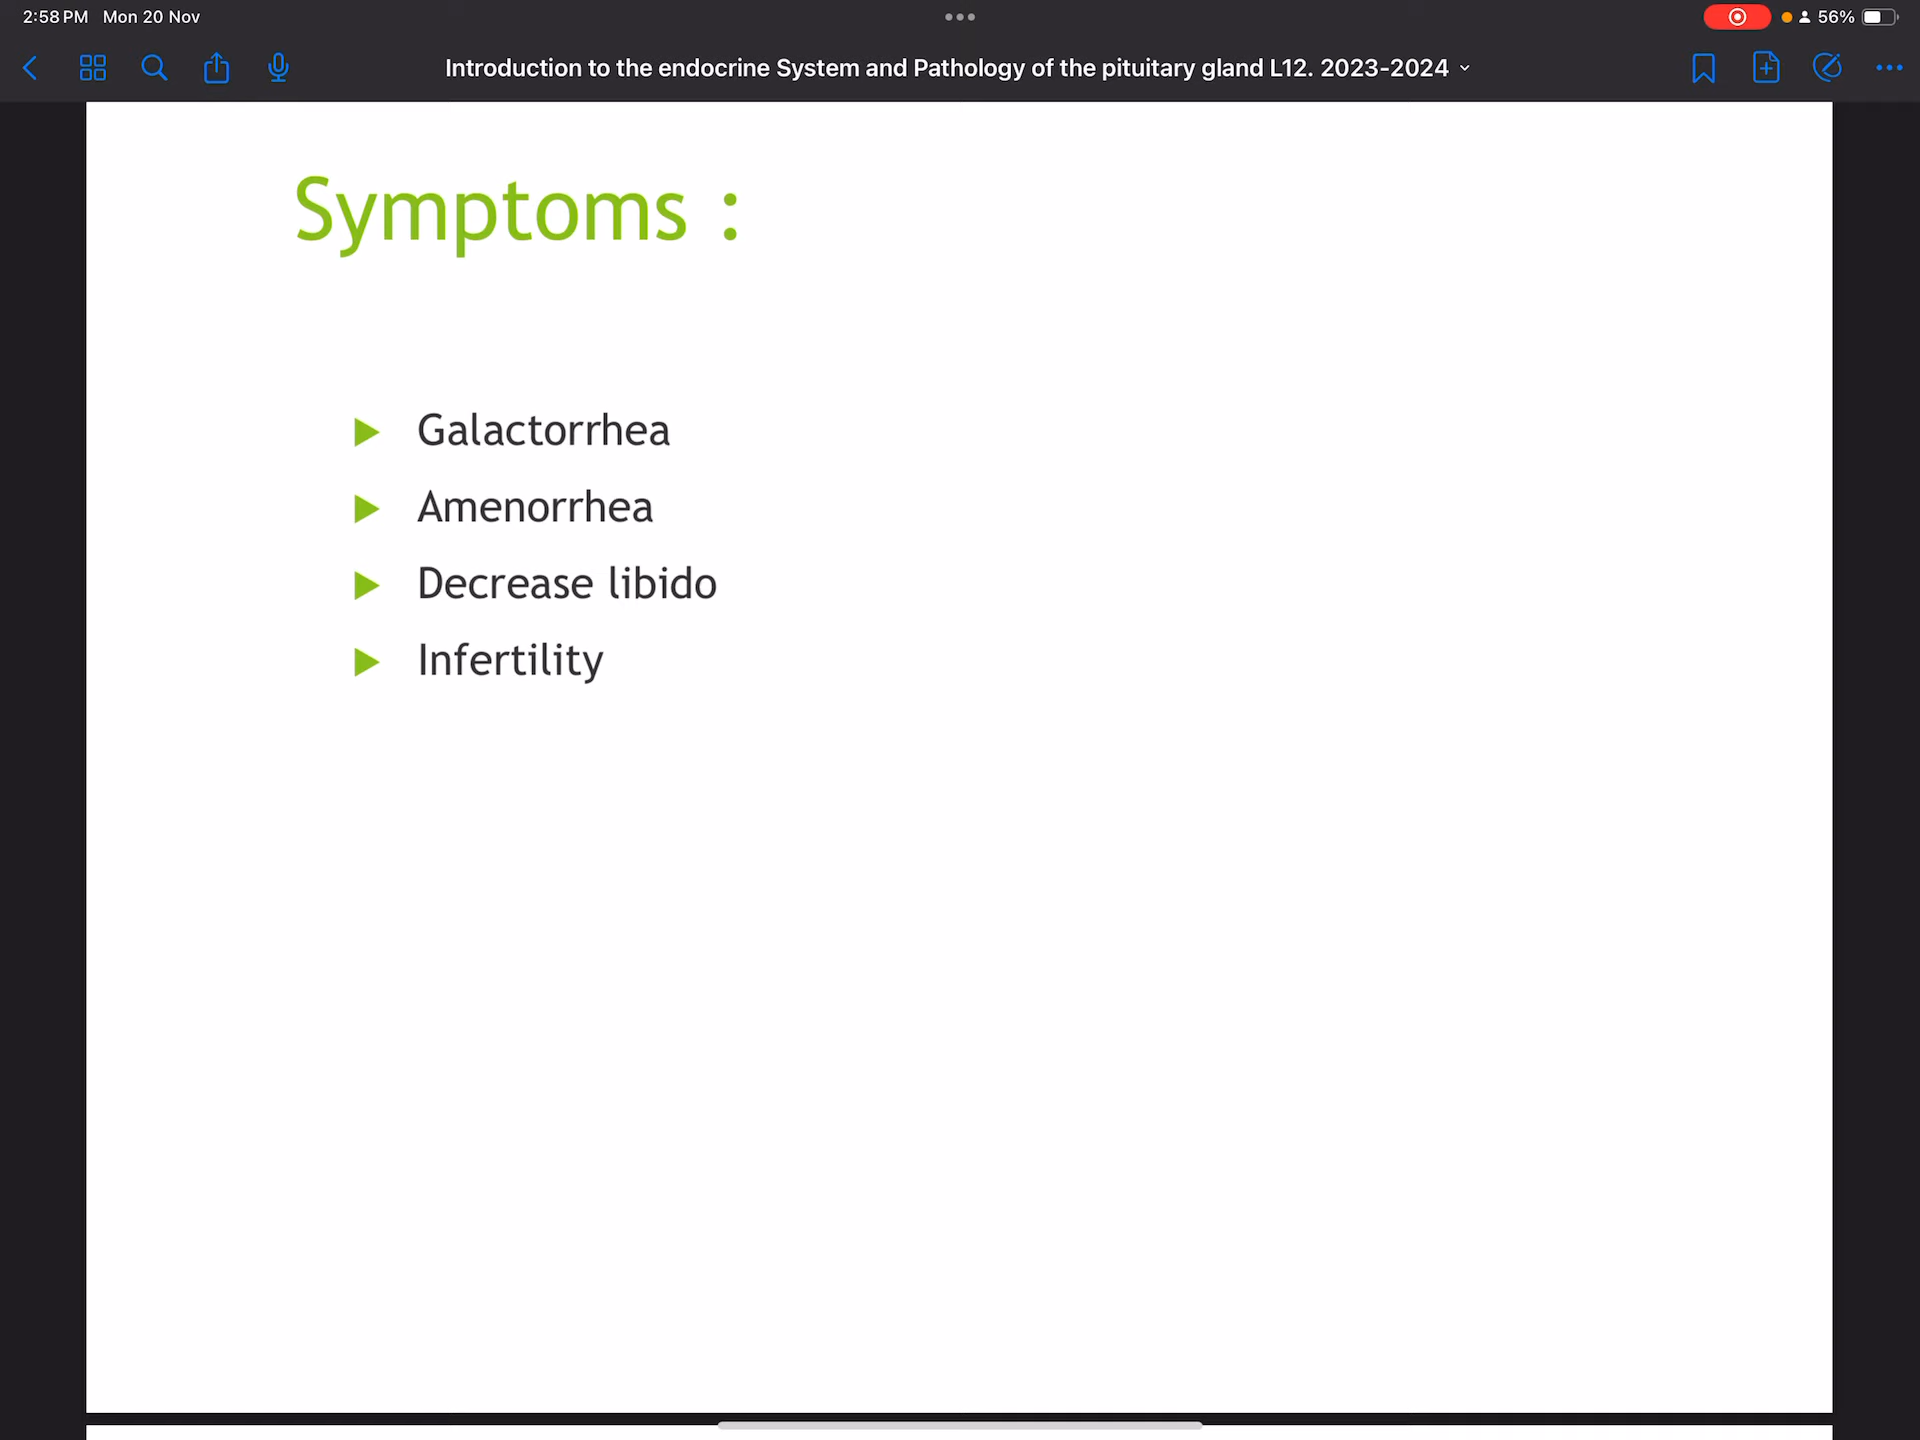 2:58 PM Mon 20 Nov
56%
Introduction to the endocrine System and Pathology of the pituitary gland L12. 2023-2024
Symptoms :
Galactorrhea
Amenorrhea
Decrease libido
Infertility